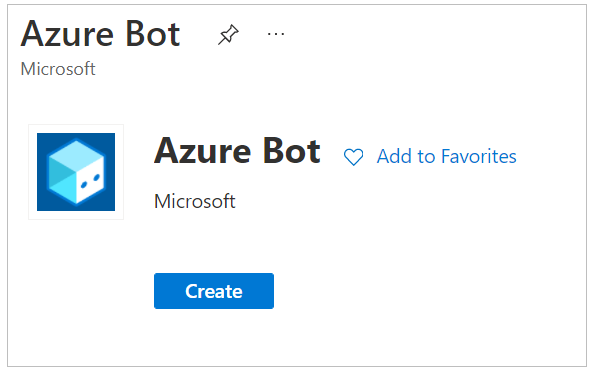 Azure Bot
Microsoft
Azure Bot
Add to Favorites
Microsoft
Create